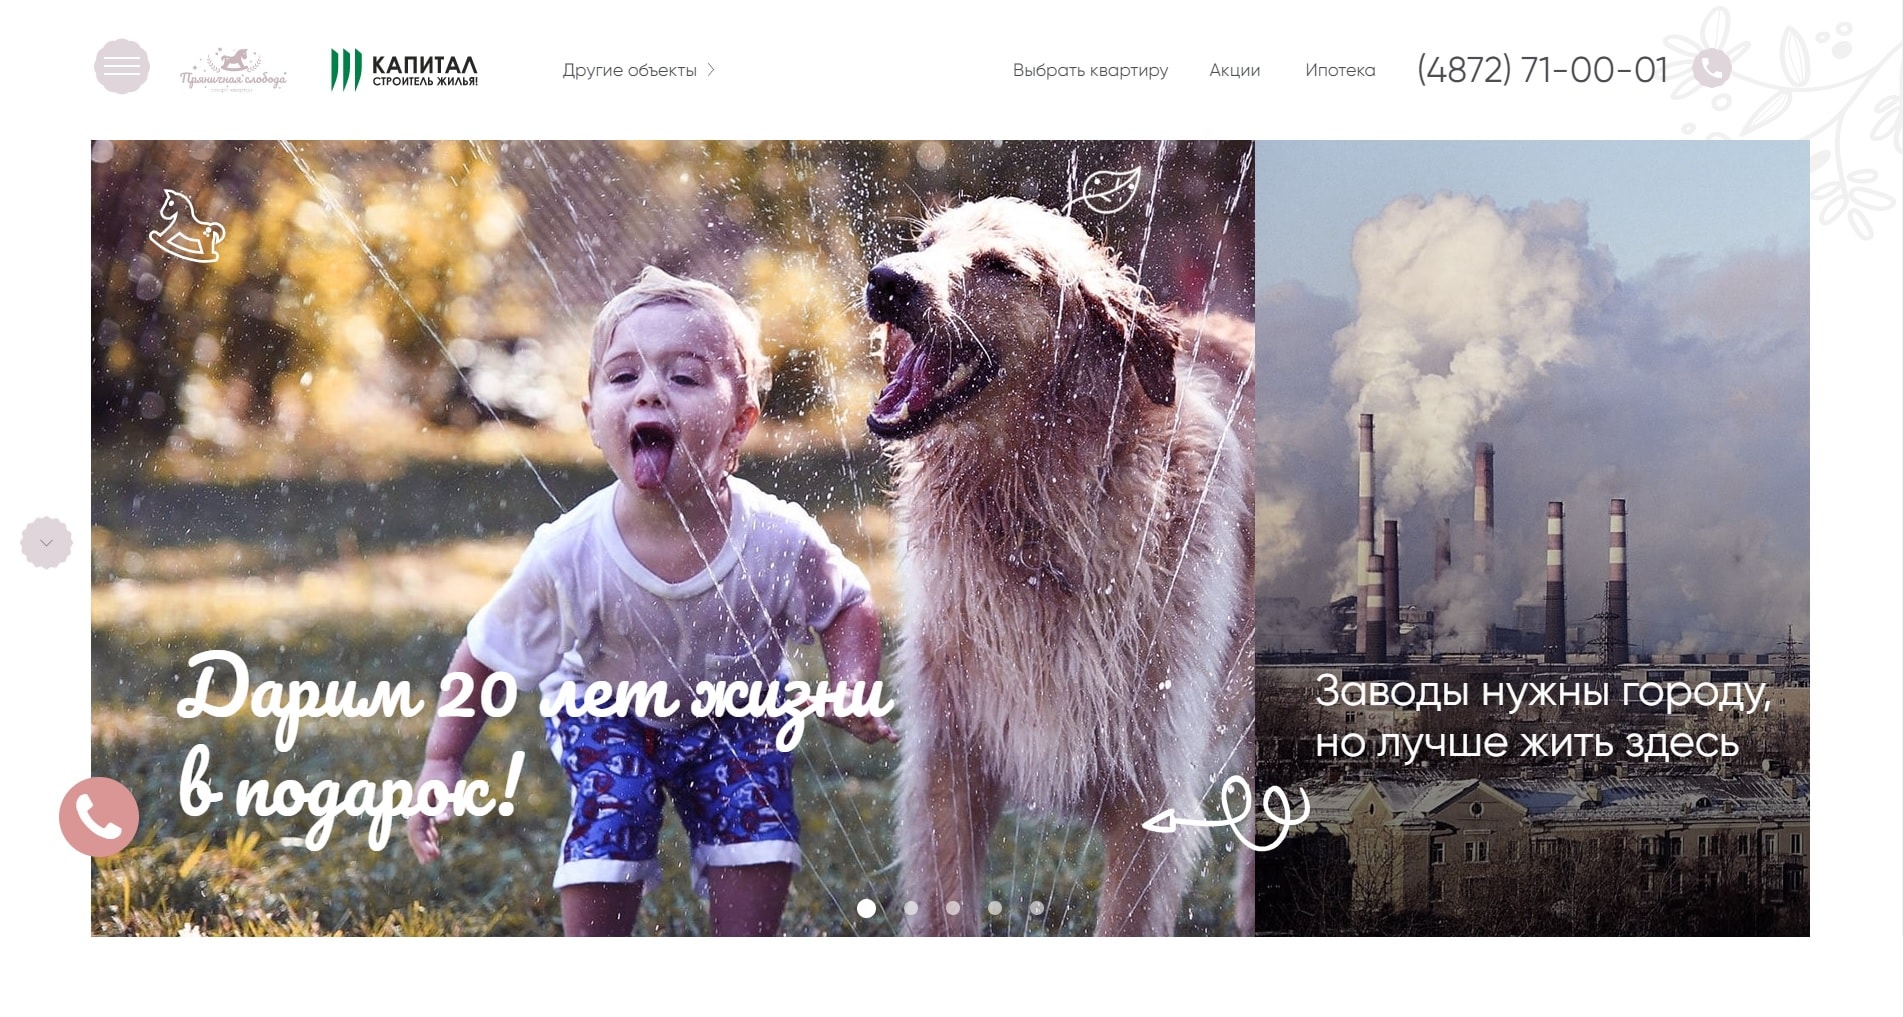 Пряничная слобода
КАПИТАЛ
СТРОИТЕЛЬ ЖИЛЬЯ!
Другие объекты
Выбрать квартиру
Акции
Ипотека
(4872) 71-00-01
Дарим 20 лет жизни
в подарок!
Заводы нужны городу,
но лучше жить здесь